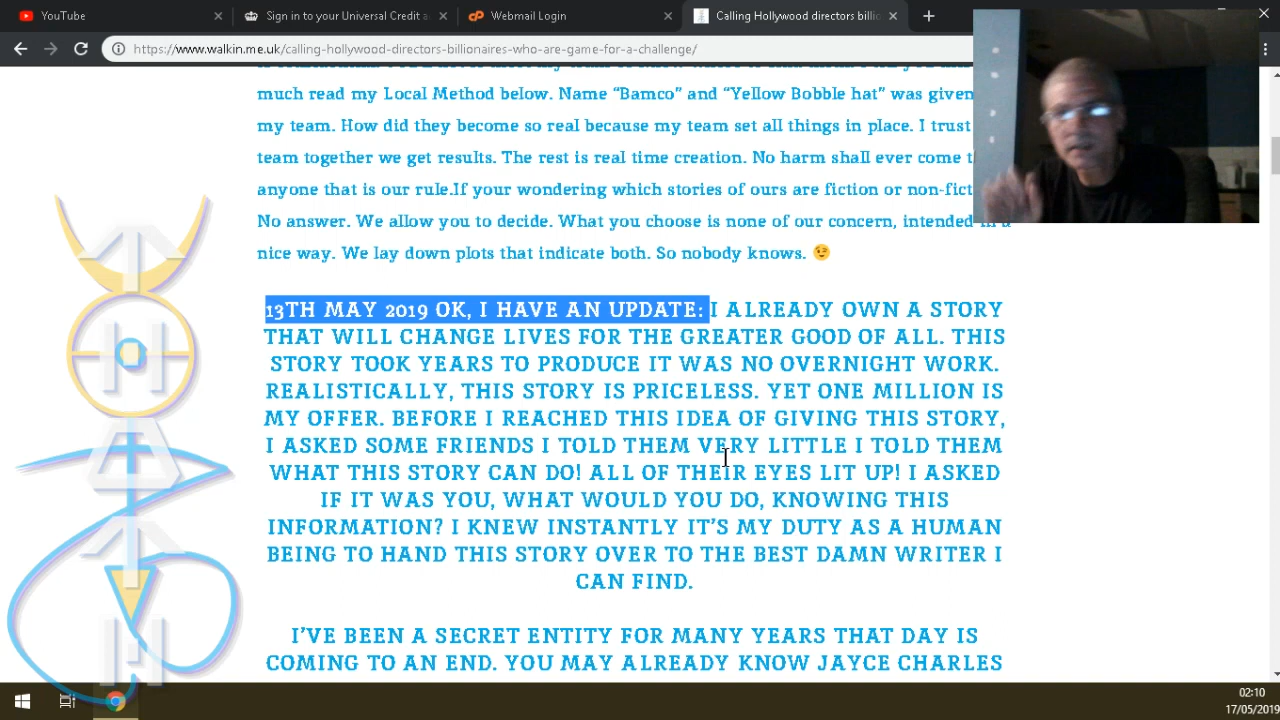 YouTube
Sign in to your Universal Credit a
Webmail Login
Calling Hollywood directors billio
https://www.walkin.me.uk/calling-hollywood-directors-billionaires-who-are-game-for-a-challenge/
much read my Local Method below. Name “Bamco” and “Yellow Bobble hat” was given
my team. How did they become so real because my team set all things in place. I trust
team together we get results. The rest is real time creation. No harm shall ever come
anyone that is our rule.If your wondering which stories of ours are fiction or non-fict
No answer. We allow you to decide. What you choose is none of our concern, intended in a
nice way. We lay down plots that indicate both. So nobody knows. 😉
13TH MAY 2019 OK, I HAVE AN UPDATE: I ALREADY OWN A STORY
THAT WILL CHANGE LIVES FOR THE GREATER GOOD OF ALL. THIS
STORY TOOK YEARS TO PRODUCE IT WAS NO OVERNIGHT WORK.
REALISTICALLY, THIS STORY IS PRICELESS. YET ONE MILLION IS
MY OFFER. BEFORE I REACHED THIS IDEA OF GIVING THIS STORY,
I ASKED SOME FRIENDS I TOLD THEM VERY LITTLE I TOLD THEM
WHAT THIS STORY CAN DO! ALL OF THEIR EYES LIT UP! I ASKED
IF IT WAS YOU, WHAT WOULD YOU DO, KNOWING THIS
INFORMATION? I KNEW INSTANTLY IT’S MY DUTY AS A HUMAN
BEING TO HAND THIS STORY OVER TO THE BEST DAMN WRITER I
CAN FIND.
I’VE BEEN A SECRET ENTITY FOR MANY YEARS THAT DAY IS
COMING TO AN END. YOU MAY ALREADY KNOW JAYCE CHARLES
02:10
17/05/2019